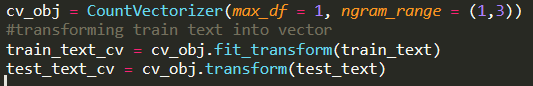 cv_obj = CountVectorizer(max_df = 1, ngram_range = (1,3))
#transforming train text into vector
train_text_cv = cv_obj.fit_transform(train_text)
test_text_cv = cv_obj.transform(test_text)